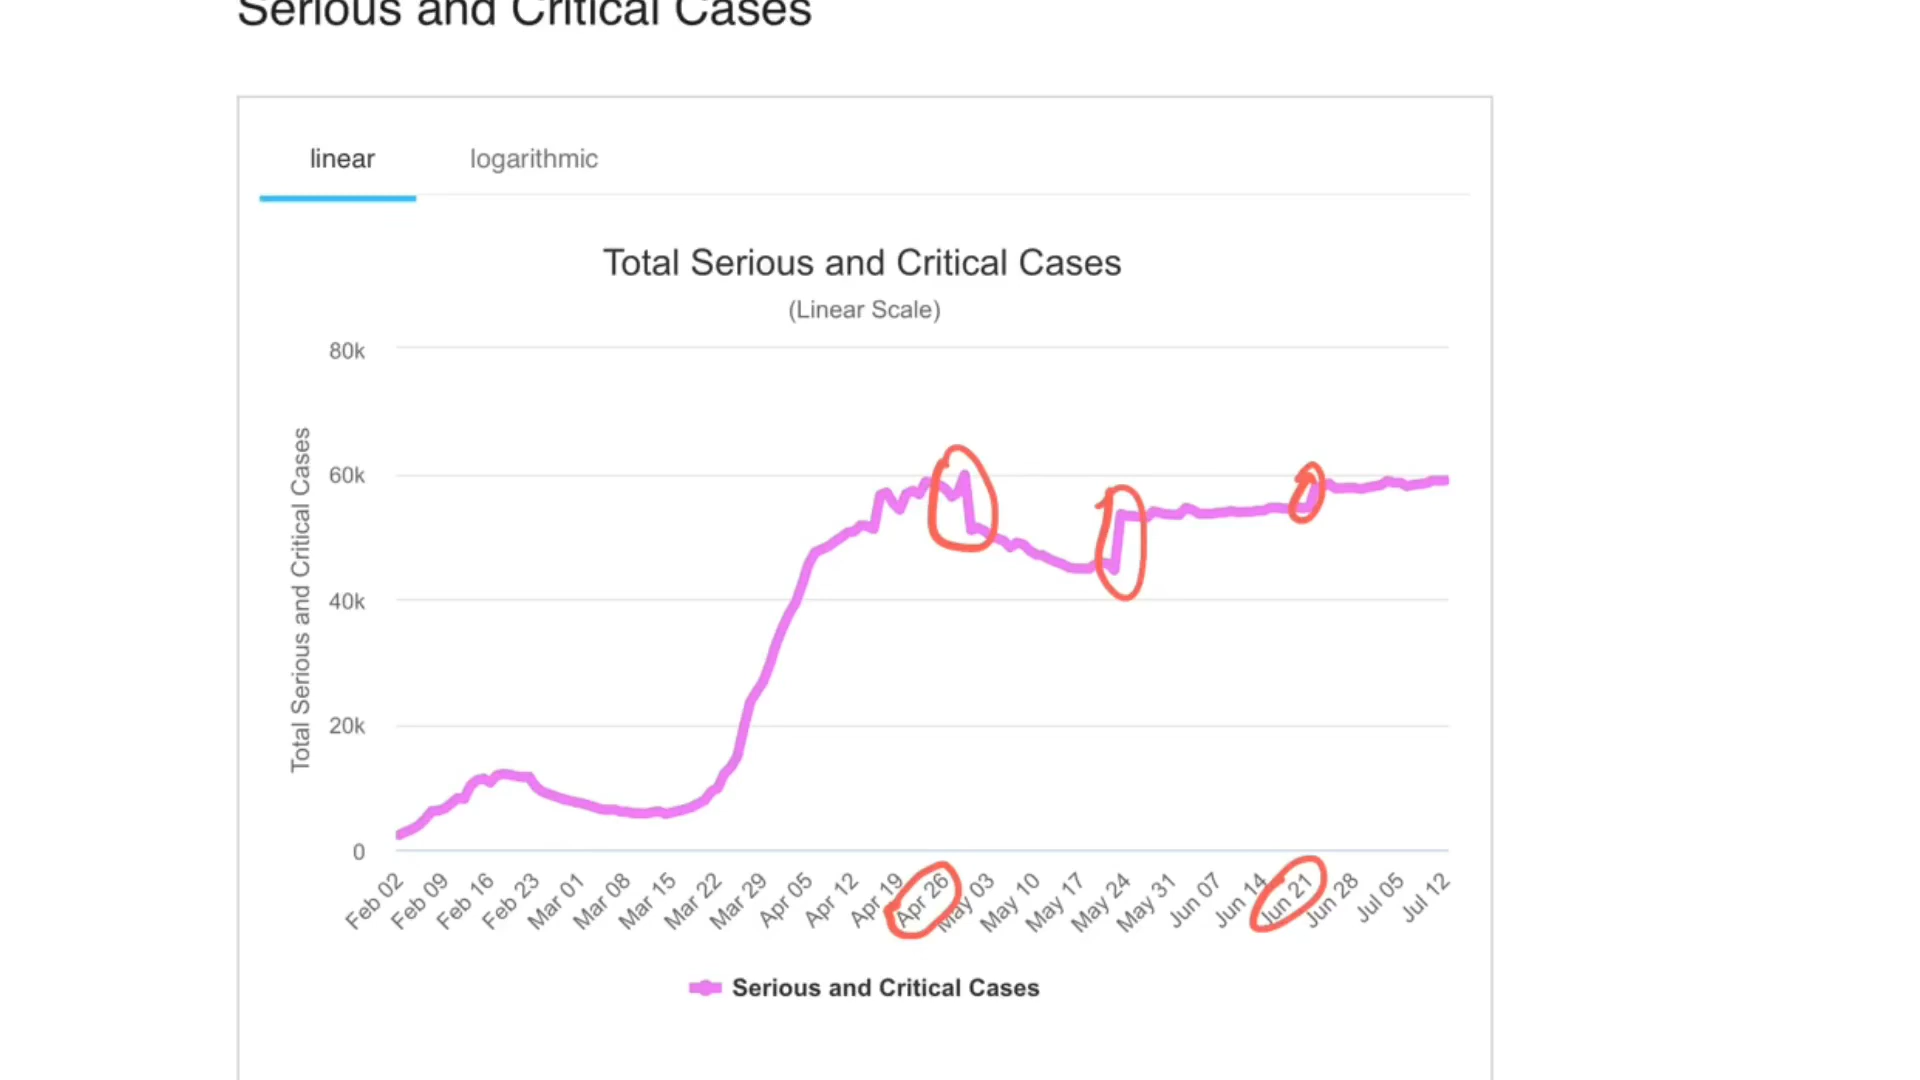 Serious and Critical Cases
linear logarithmic
Total Serious and Critical Cases
(Linear Scale)
Total Serious and Critical Cases
80k
60k
40k
20k
0
Feb 02 Feb 09 Feb 16 Feb 23 Mar 01 Mar 08 Mar 15 Mar 22 Mar 29 Apr 05 Apr 12 Apr 19 Apr 26 May 03 May 10 May 17 May 24 May 31 Jun 07 Jun 14 Jun 21 Jun 28 Jul 05 Jul 12
Serious and Critical Cases